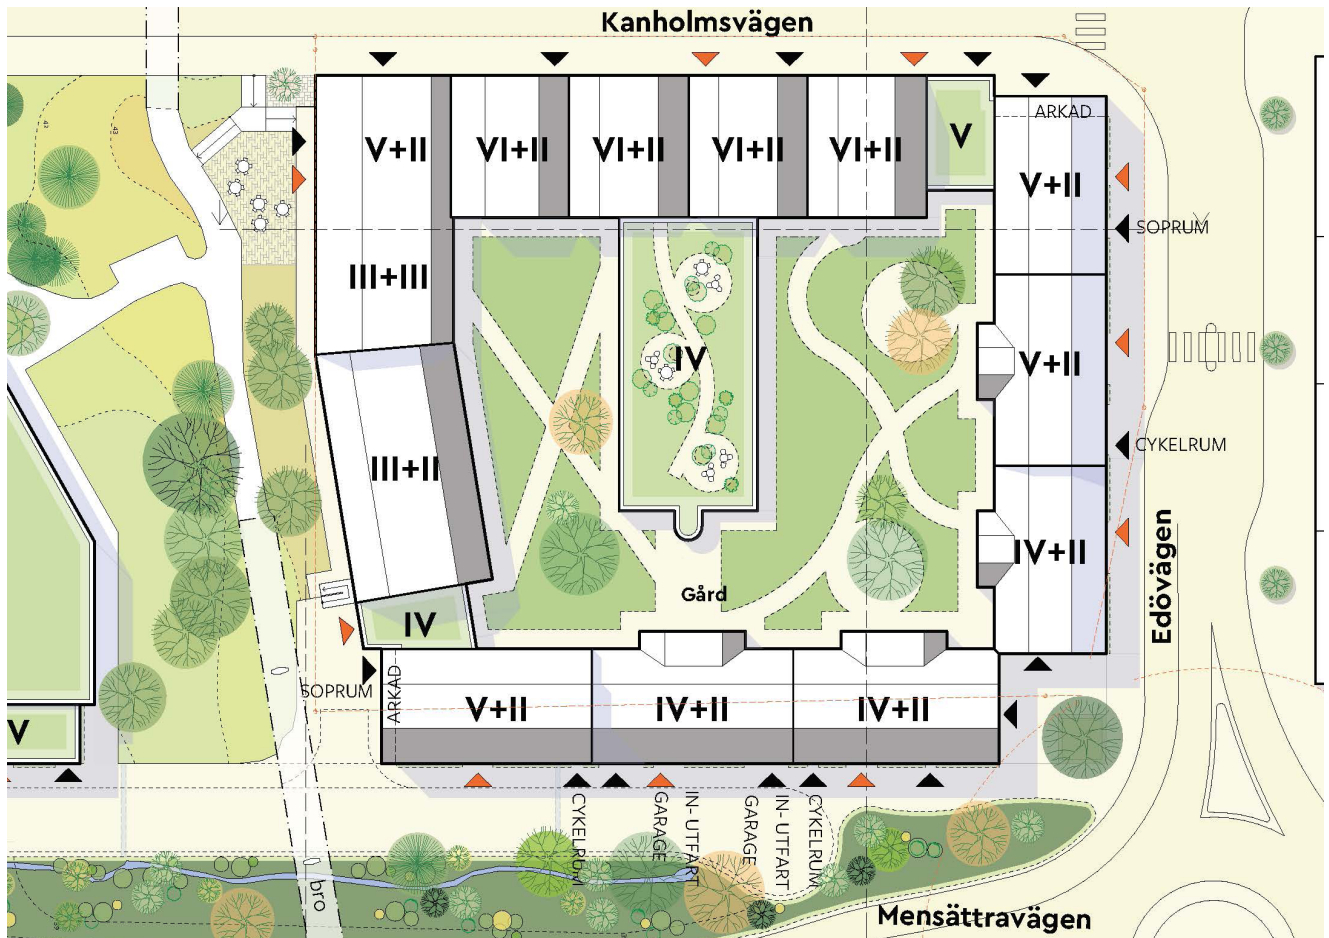 Kanholmsvägen
ARKAD
V+II
VI+II
VI+II
VI+II
VI+II
V
V+II
SOPRUM
III+III
IV
V+II
CYKELRUM
III+II
IV+II
Edövägen
Gård
IV
SOPRUM
ARKAD
V+II
IV+II
IV+II
V
CYKELRUM
GARAGE
IN- UTFART
GARAGE
IN- UTFART
CYKELRUM
bro
Mensättravägen